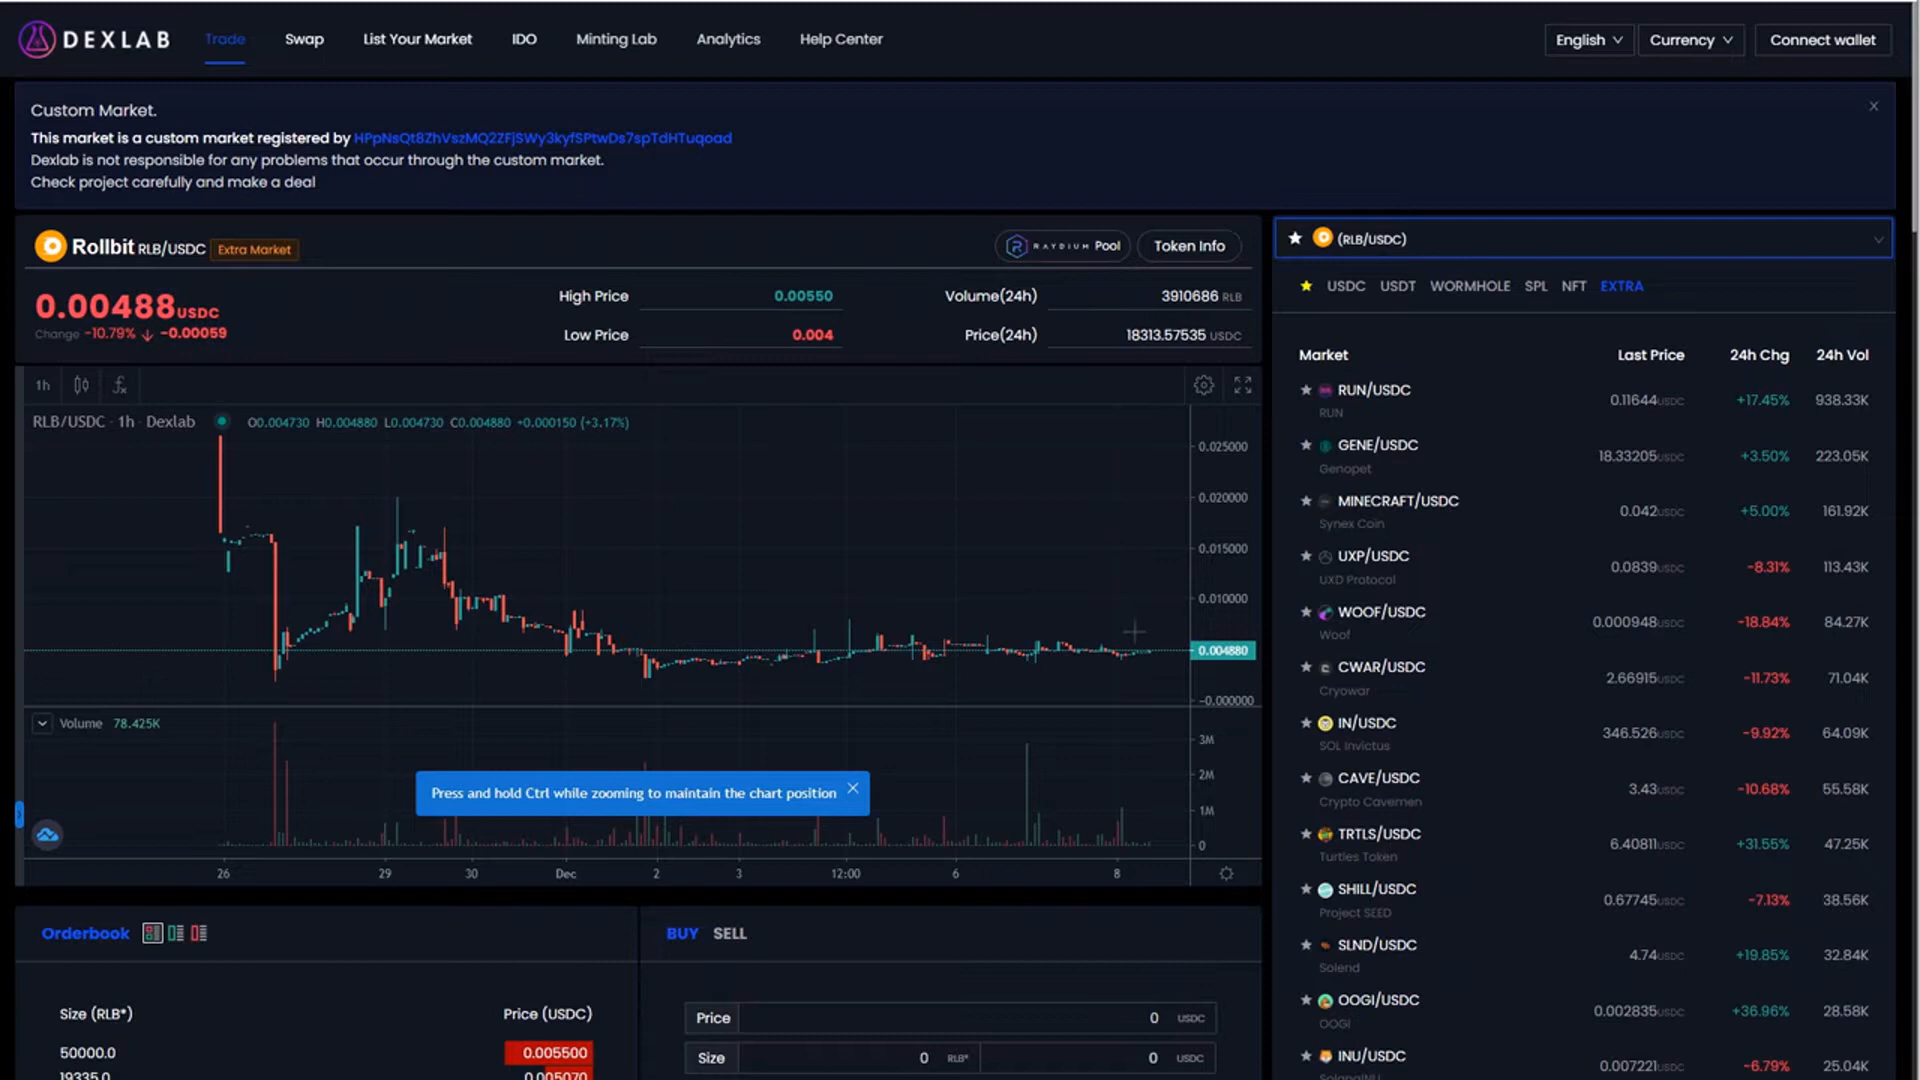 DEXLAB
Trade
Swap
List Your Market
IDO
Minting Lab
Analytics
Help Center
English
Currency
Connect wallet
Custom Market.
This market is a custom market registered by HPpNsQt8ZhVszMQ2ZFjSWy3kyfSPtwDs7spTdHTuqoad
Dexlab is not responsible for any problems that occur through the custom market.
Check project carefully and make a deal
Rollbit RLB/USDC Extra Market
RAYDIUM Pool
Token Info
0.00488USDC
Change -10.79% ↓ -0.00059
High Price 0.00550
Low Price 0.004
Volume(24h) 3910686 RLB
Price(24h) 18313.57535 USDC
1h
RLB/USDC · 1h · Dexlab O0.004730 H0.004880 L0.004730 C0.004880 +0.000150 (+3.17%)
0.025000
0.020000
0.015000
0.010000
0.004880
-0.000000
Volume 78.425K
3M
2M
1M
0
Press and hold Ctrl while zooming to maintain the chart position
26 29 30 Dec 2 3 12:00 6 8
Orderbook
Size (RLB*) Price (USDC)
50000.0 0.005500
19335.0 0.005070
BUY SELL
Price 0 USDC
Size 0 RLB* 0 USDC
(RLB/USDC)
USDC USDT WORMHOLE SPL NFT EXTRA
Market Last Price 24h Chg 24h Vol
RUN/USDC 0.11644USDC +17.45% 938.33K
RUN
GENE/USDC 18.33205USDC +3.50% 223.05K
Genopet
MINECRAFT/USDC 0.042USDC +5.00% 161.92K
Synex Coin
UXP/USDC 0.0839USDC -8.31% 113.43K
UXD Protocol
WOOF/USDC 0.000948USDC -18.84% 84.27K
Woof
CWAR/USDC 2.66915USDC -11.73% 71.04K
Cryowar
IN/USDC 346.526USDC -9.92% 64.09K
SOL Invictus
CAVE/USDC 3.43USDC -10.68% 55.58K
Crypto Cavemen
TRTLS/USDC 6.40811USDC +31.55% 47.25K
Turtles Token
SHILL/USDC 0.67745USDC -7.13% 38.56K
Project SEED
SLND/USDC 4.74USDC +19.85% 32.84K
Solend
OOGI/USDC 0.002835USDC +36.96% 28.58K
OOGI
INU/USDC 0.007221USDC -6.79% 25.04K